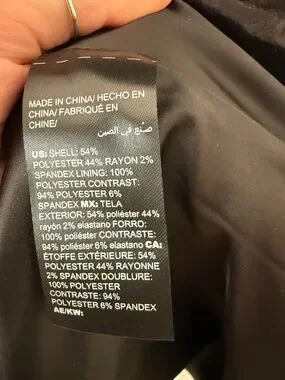 MADE IN CHINA/ HECHO EN
CHINA/ FABRIQUÉ EN
CHINE/
صنع في الصين
US: SHELL: 54%
POLYESTER 44% RAYON 2%
SPANDEX LINING: 100%
POLYESTER CONTRAST:
94% POLYESTER 6%
SPANDEX MX: TELA
EXTERIOR: 54% poliéster 44%
rayón 2% elastano FORRO:
100% poliéster CONTRASTE:
94% poliéster 6% elastano CA:
ÉTOFFE EXTÉRIEURE: 54%
POLYESTER 44% RAYONNE
2% SPANDEX DOUBLURE:
100% POLYESTER
CONTRASTE: 94%
POLYESTER 6% SPANDEX
AE/KW: